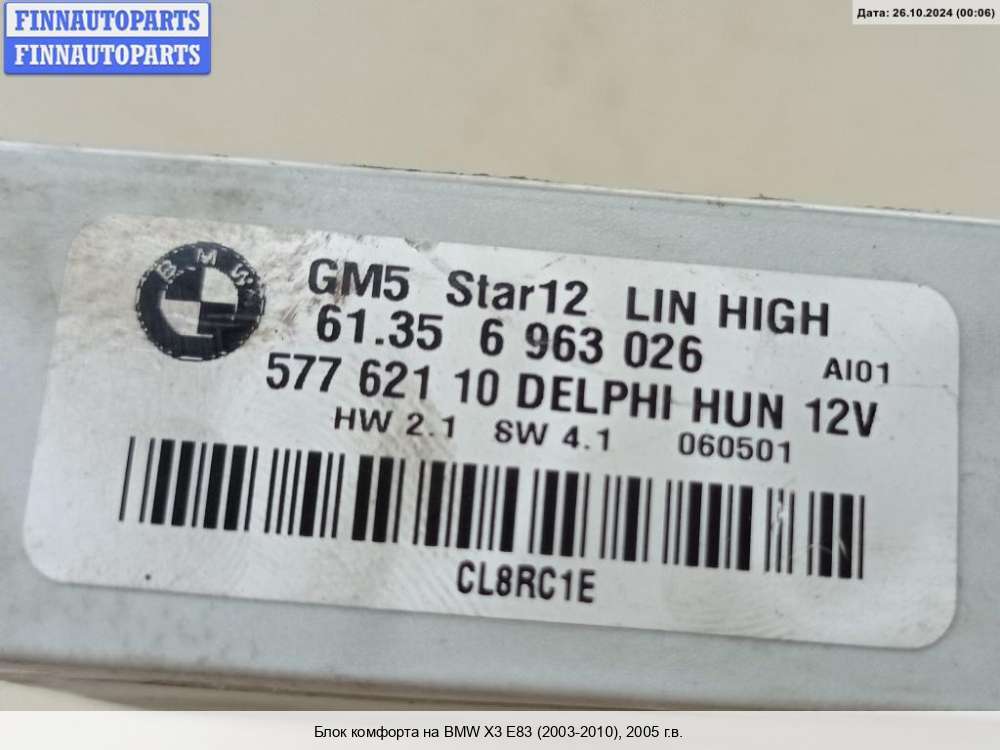 FINNAUTOPARTS
FINNAUTOPARTS
Дата: 26.10.2024 (00:06)
BMW
GM5 Star12 LIN HIGH
61.35 6 963 026 AI01
577 621 10 DELPHI HUN 12V
HW 2.1 SW 4.1 060501
CL8RC1E
Блок комфорта на BMW X3 E83 (2003-2010), 2005 г.в.